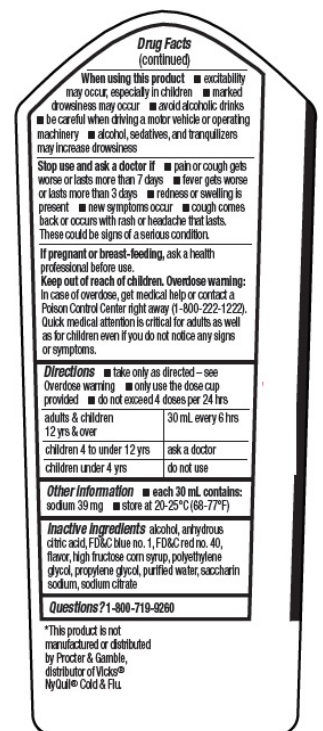 Drug Facts
(continued)
When using this product ■ excitability
may occur, especially in children ■ marked
drowsiness may occur ■ avoid alcoholic drinks
■ be careful when driving a motor vehicle or operating
machinery ■ alcohol, sedatives, and tranquilizers
may increase drowsiness
Stop use and ask a doctor if ■ pain or cough gets
worse or lasts more than 7 days ■ fever gets worse
or lasts more than 3 days ■ redness or swelling is
present ■ new symptoms occur ■ cough comes
back or occurs with rash or headache that lasts.
These could be signs of a serious condition.
If pregnant or breast-feeding, ask a health
professional before use.
Keep out of reach of children. Overdose warning:
In case of overdose, get medical help or contact a
Poison Control Center right away (1-800-222-1222).
Quick medical attention is critical for adults as well
as for children even if you do not notice any signs
or symptoms.
Directions ■ take only as directed – see
Overdose warning ■ only use the dose cup
provided ■ do not exceed 4 doses per 24 hrs
adults & children 30 mL every 6 hrs
12 yrs & over
children 4 to under 12 yrs ask a doctor
children under 4 yrs do not use
Other information ■ each 30 mL contains:
sodium 39 mg ■ store at 20-25°C (68-77°F)
Inactive ingredients alcohol, anhydrous
citric acid, FD&C blue no. 1, FD&C red no. 40,
flavor, high fructose corn syrup, polyethylene
glycol, propylene glycol, purified water, saccharin
sodium, sodium citrate
Questions? 1-800-719-9260
*This product is not
manufactured or distributed
by Procter & Gamble,
distributor of Vicks®
NyQuil® Cold & Flu.